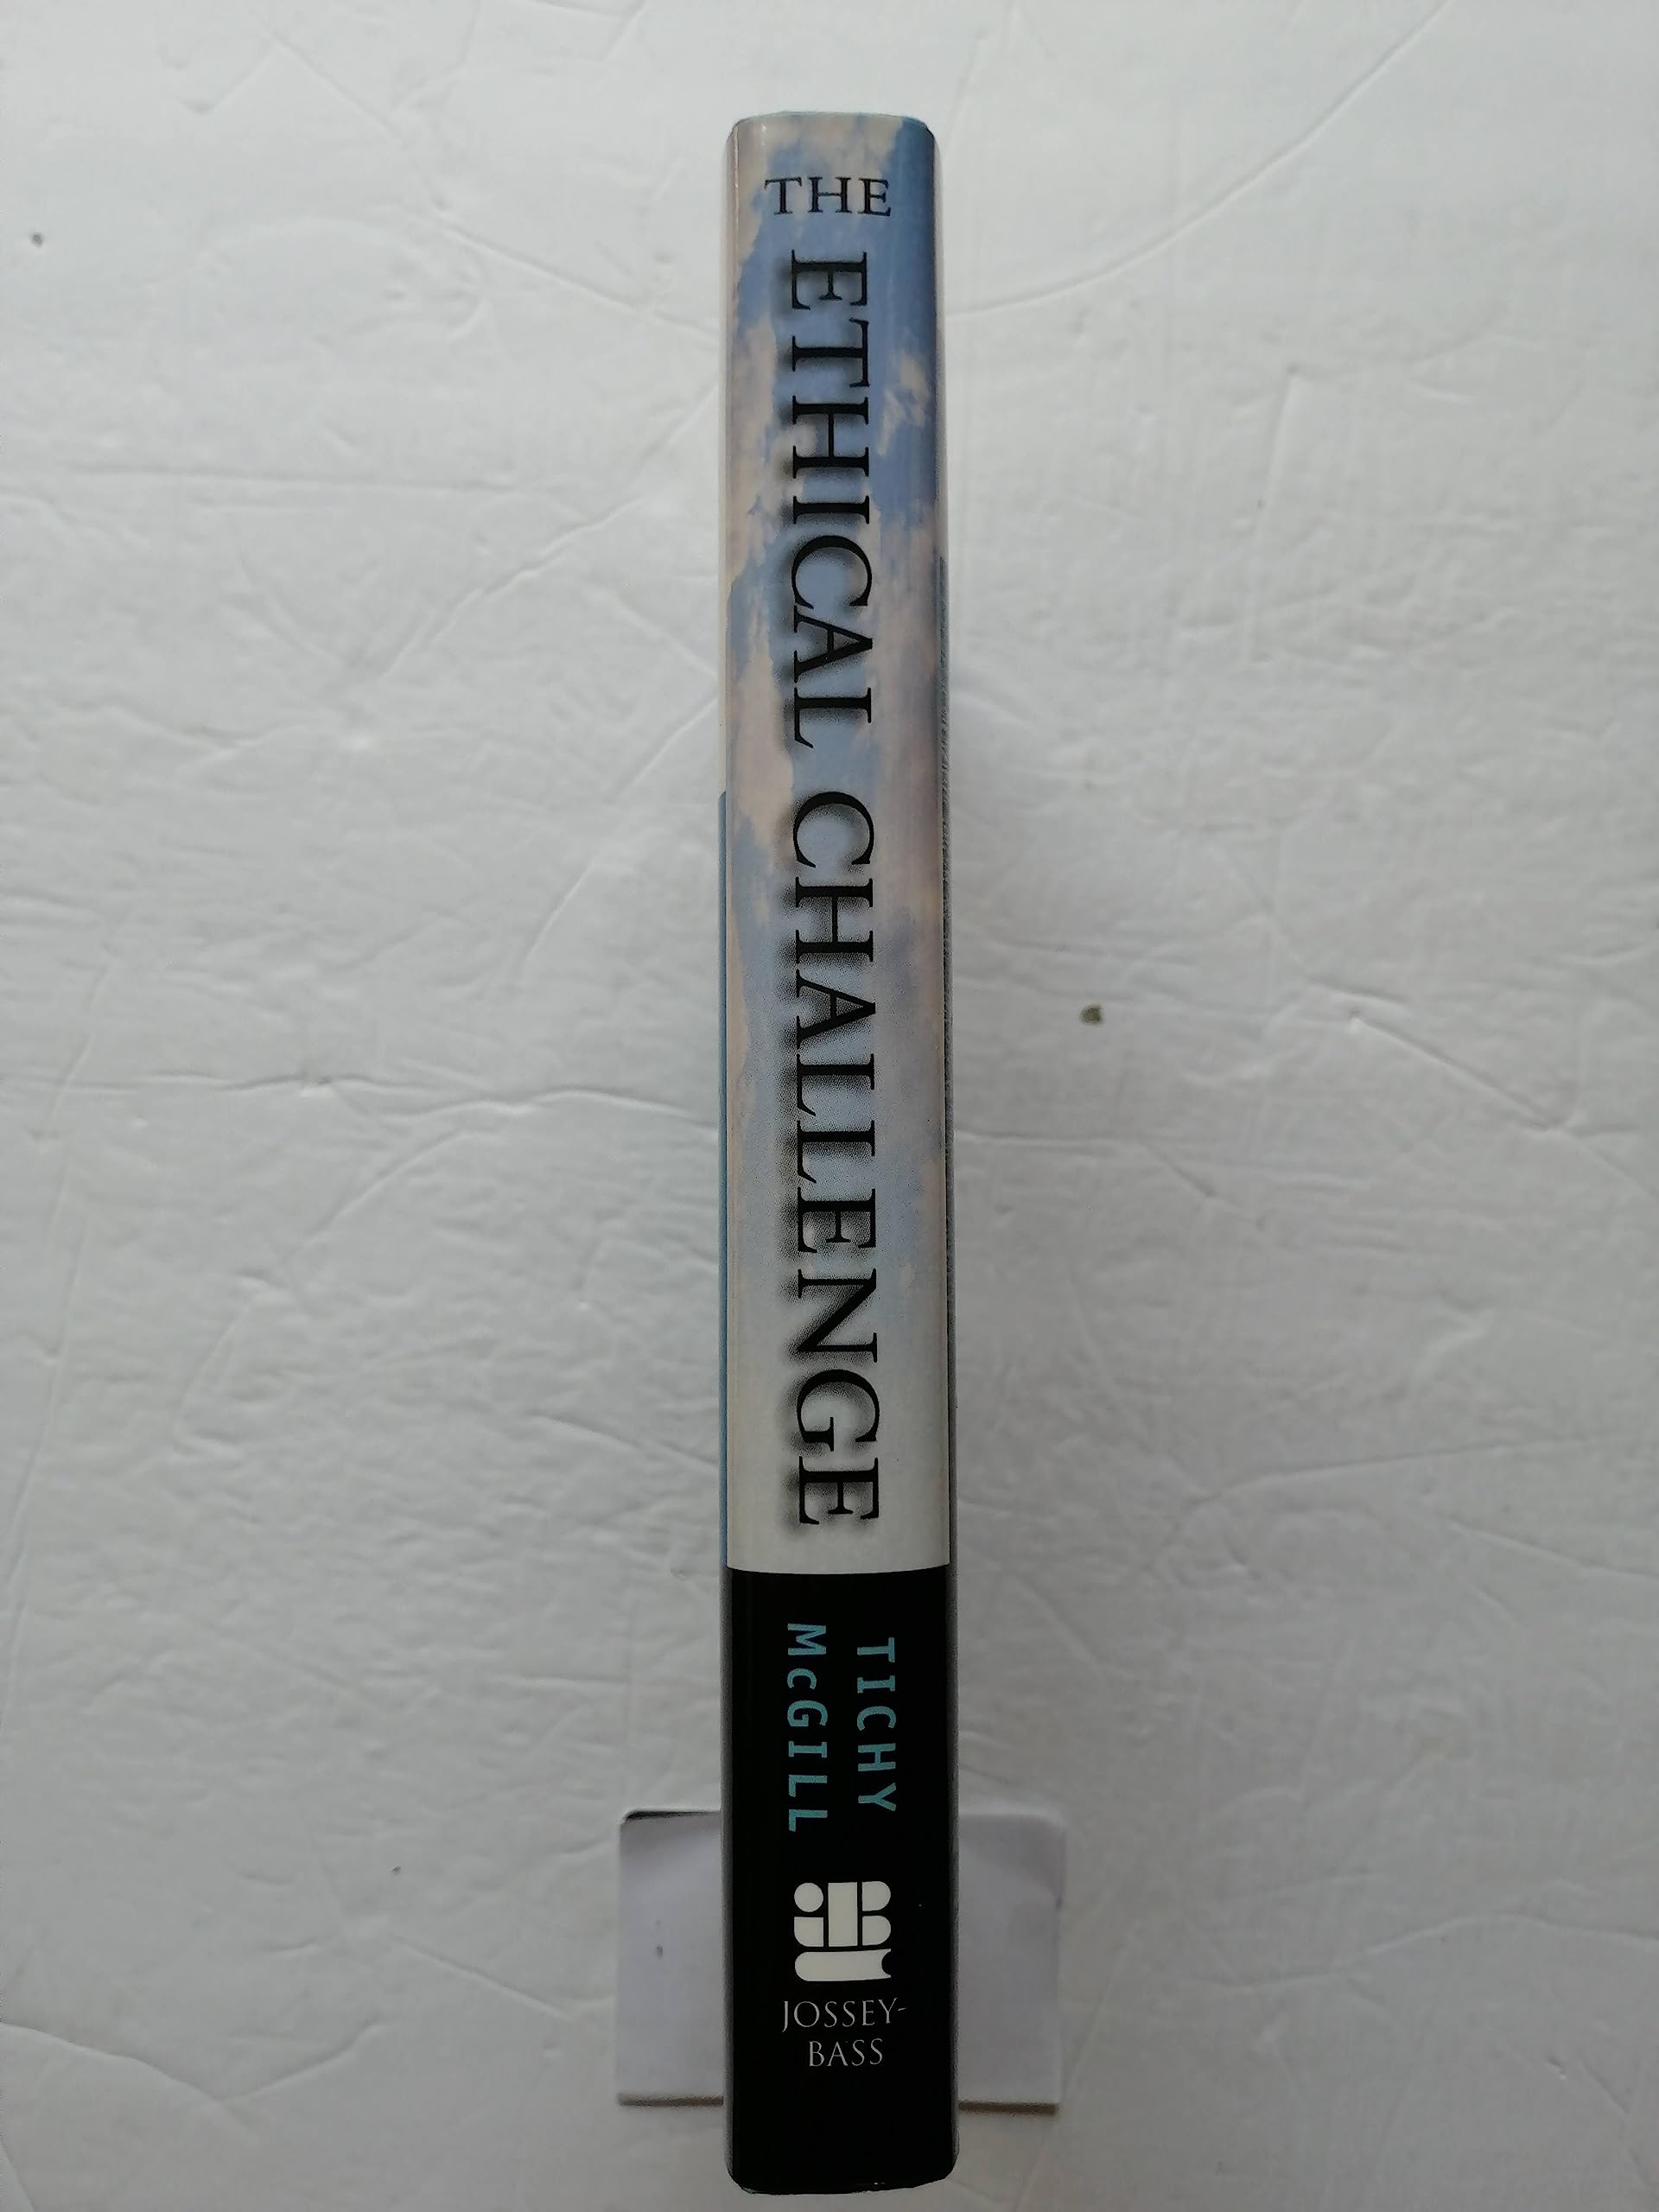 THE
ETHICAL CHALLENGE
TICHY
McGILL
JOSSEY-
BASS